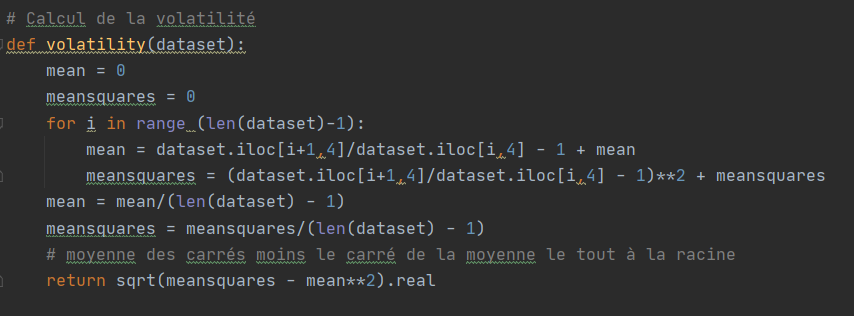 # Calcul de la volatilité
def volatility(dataset):
    mean = 0
    meansquares = 0
    for i in range (len(dataset)-1):
        mean = dataset.iloc[i+1,4]/dataset.iloc[i,4] - 1 + mean
        meansquares = (dataset.iloc[i+1,4]/dataset.iloc[i,4] - 1)**2 + meansquares
    mean = mean/(len(dataset) - 1)
    meansquares = meansquares/(len(dataset) - 1)
    # moyenne des carrés moins le carré de la moyenne le tout à la racine
    return sqrt(meansquares - mean**2).real